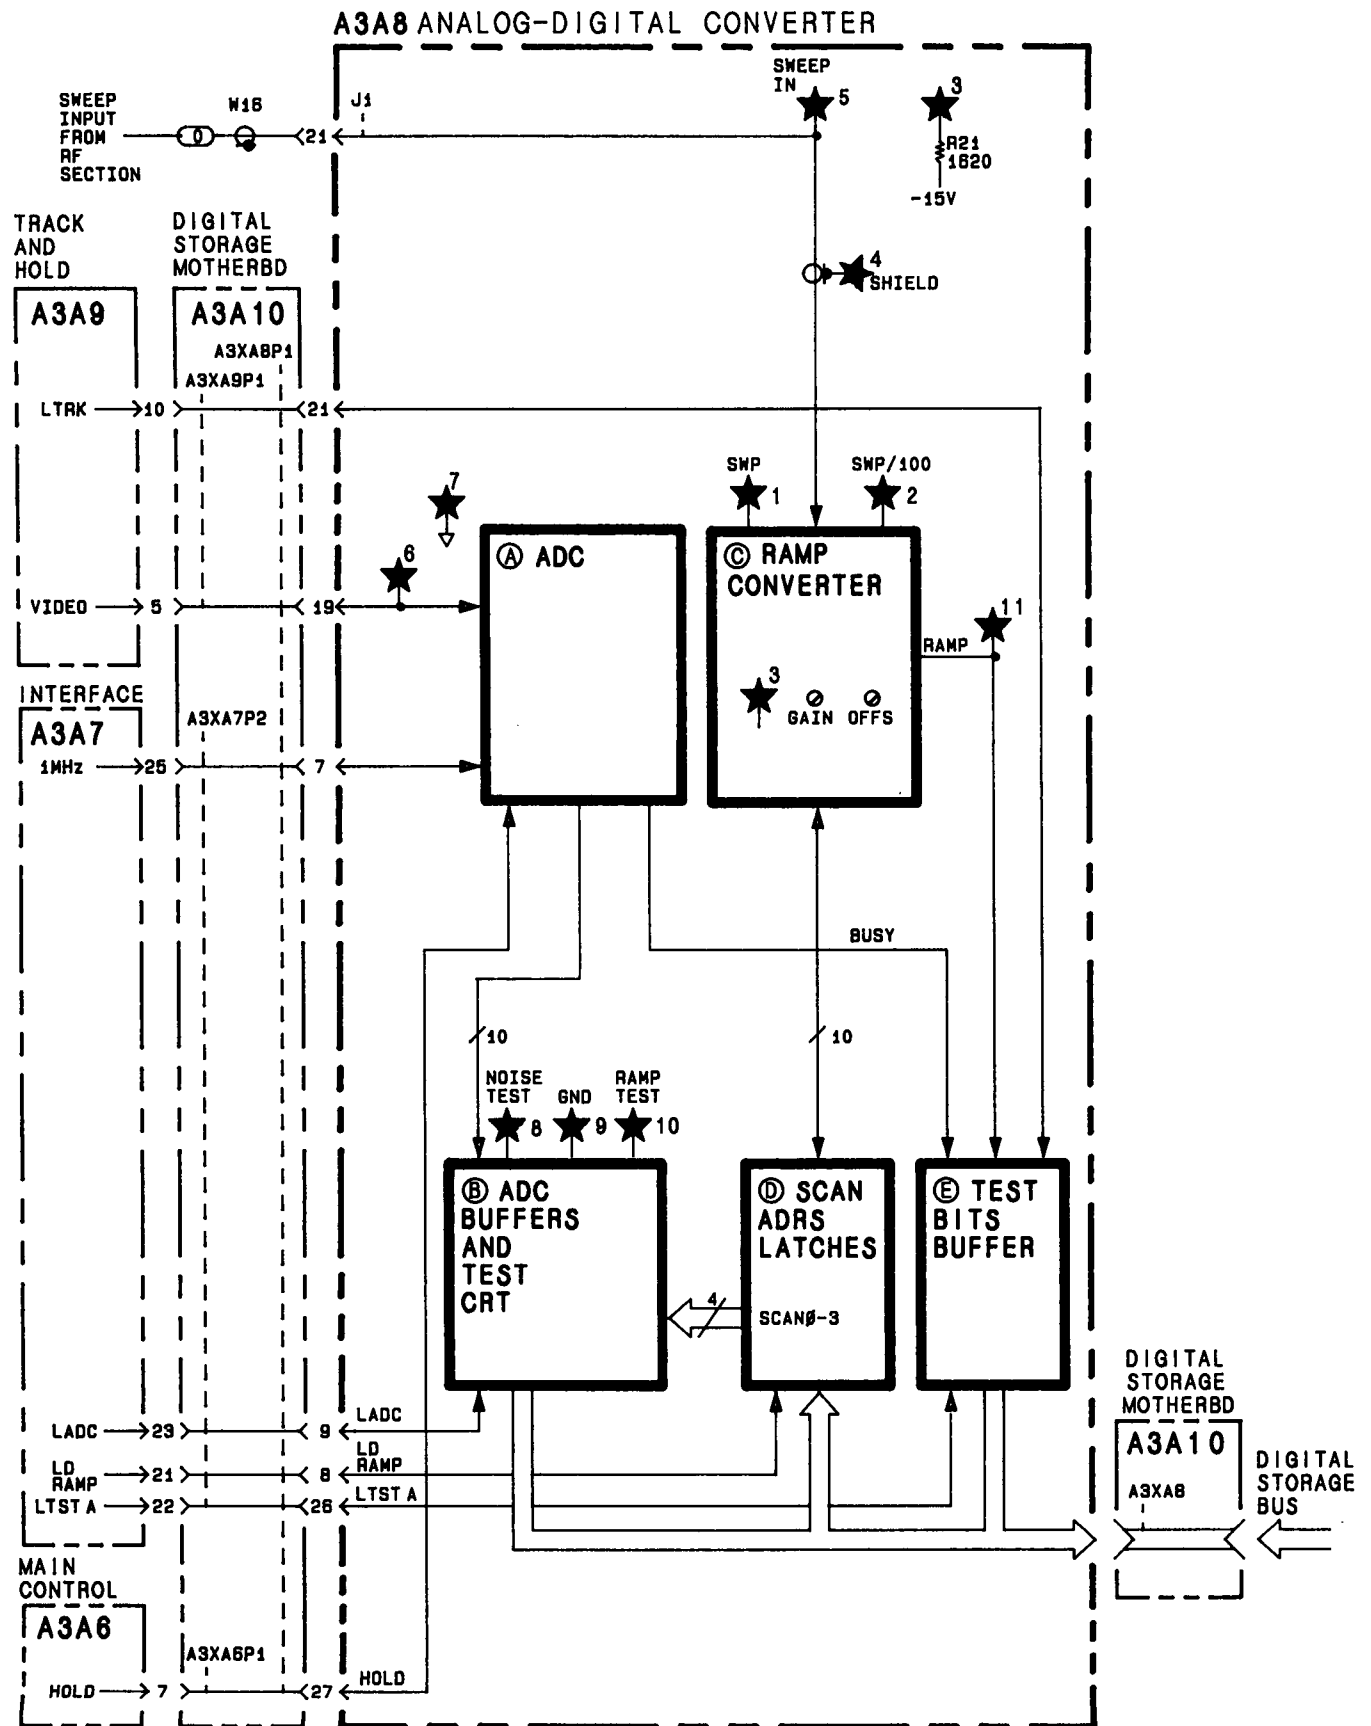 A3A8 ANALOG-DIGITAL CONVERTER
SWEEP
INPUT
FROM
RF
SECTION
W16
21
J1
SWEEP
IN
5
3
R21
1620
-15V
4
SHIELD
TRACK
AND
HOLD
DIGITAL
STORAGE
MOTHERBD
A3A9
A3A10
A3XA8P1
A3XA9P1
LTRK
10
21
7
6
SWP
1
SWP/100
2
VIDEO
5
19
Ⓐ ADC
Ⓒ RAMP
CONVERTER
11
RAMP
3
GAIN
OFFS
INTERFACE
A3A7
A3XA7P2
1MHz
25
7
BUSY
10
10
NOISE
TEST
8
GND
9
RAMP
TEST
10
Ⓑ ADC
BUFFERS
AND
TEST
CRT
Ⓓ SCAN
ADRS
LATCHES
Ⓔ TEST
BITS
BUFFER
4
SCANØ-3
LADC
23
9
LADC
LD
RAMP
21
8
LD
RAMP
LTST A
22
26
LTST A
DIGITAL
STORAGE
MOTHERBD
A3A10
A3XA8
DIGITAL
STORAGE
BUS
MAIN
CONTROL
A3A6
A3XA6P1
HOLD
7
27
HOLD